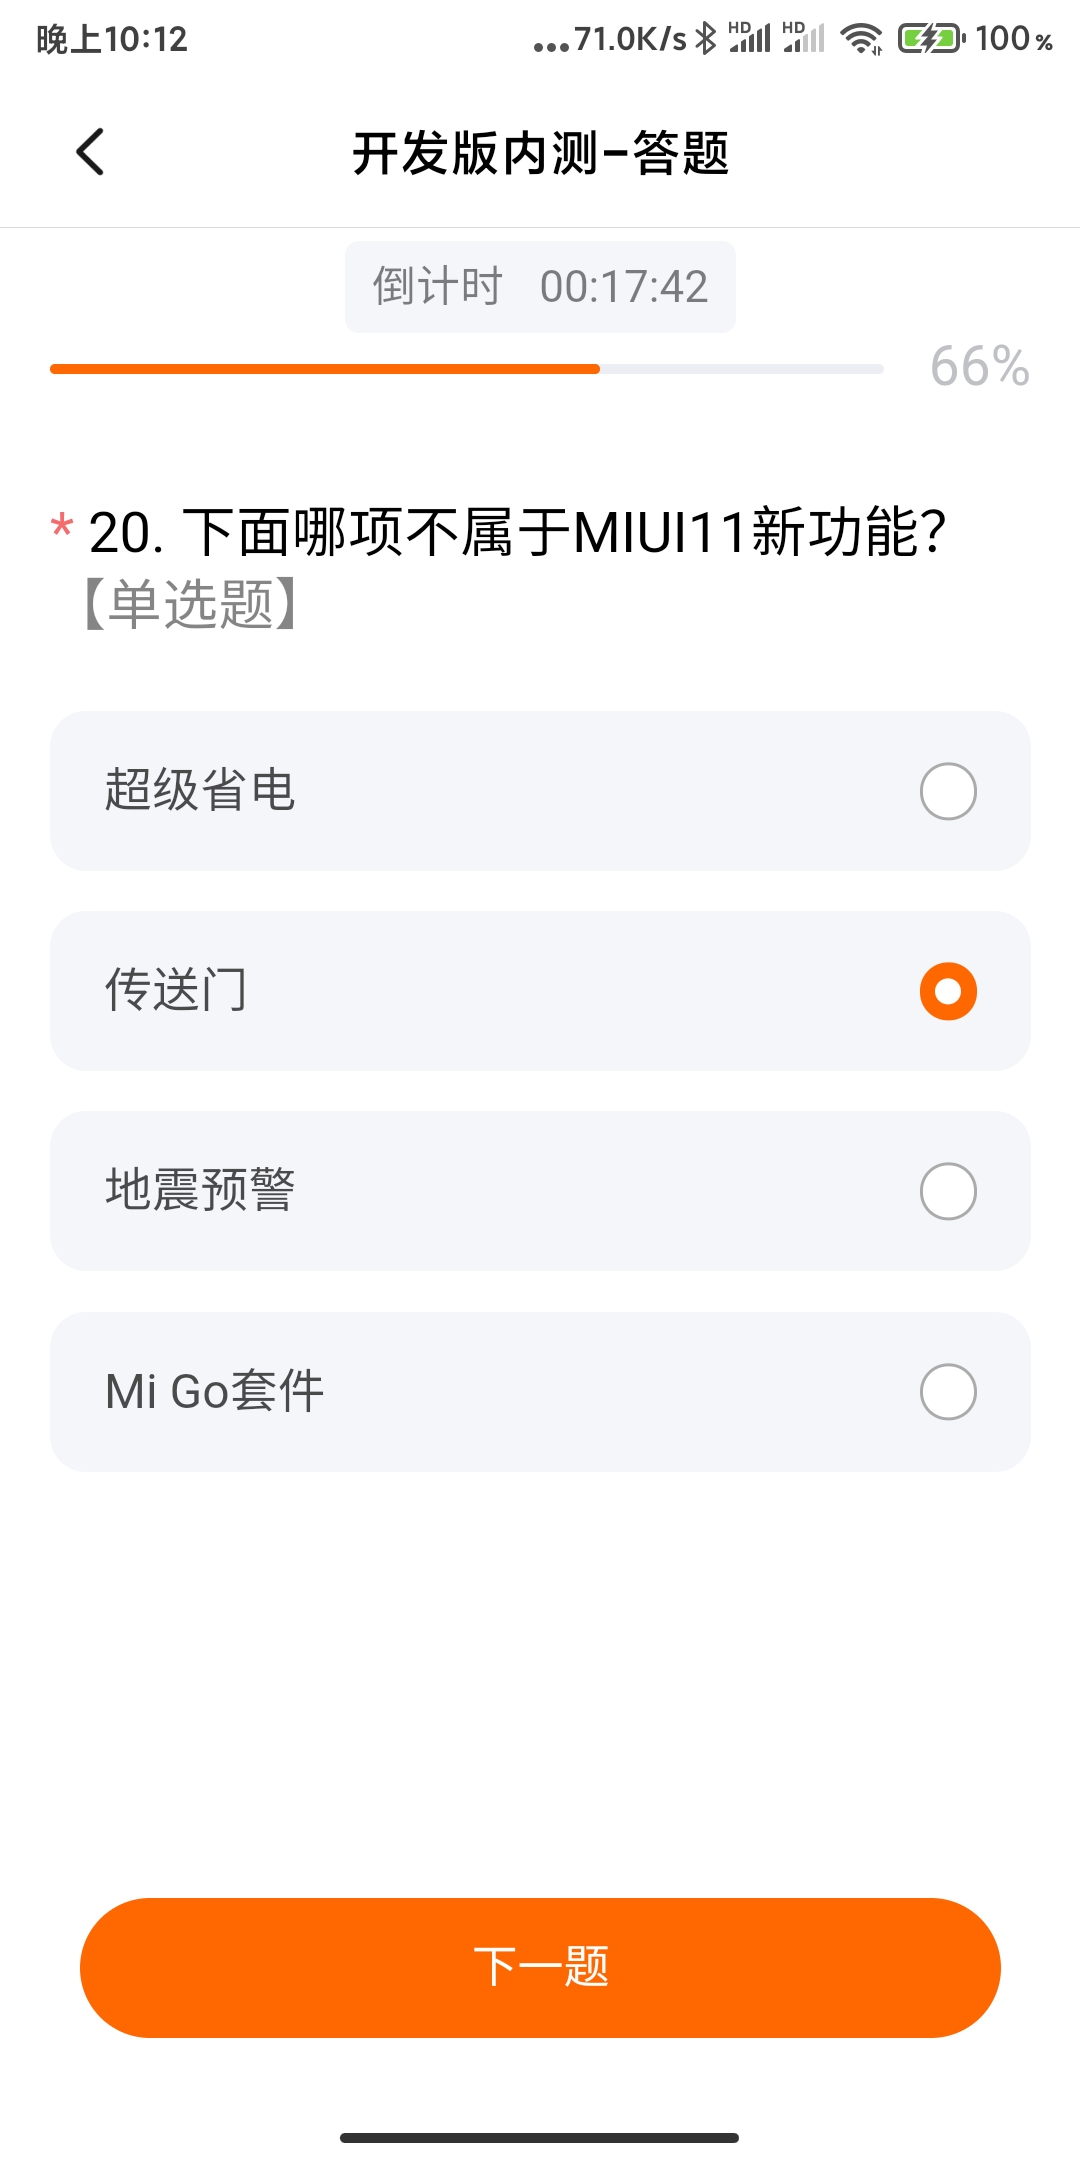 晚上10:12
...71.0K/s HD HD 100%
开发版内测-答题
倒计时 00:17:42
66%
* 20. 下面哪项不属于MIUI11新功能?
【单选题】
超级省电
传送门
地震预警
Mi Go套件
下一题